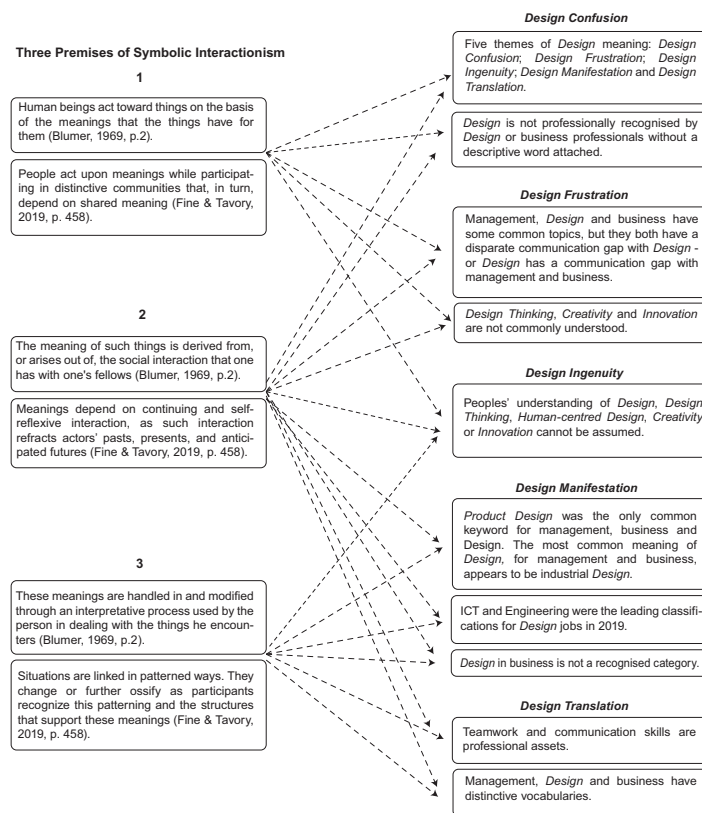 Three Premises of Symbolic Interactionism
1
Human beings act toward things on the basis
of the meanings that the things have for
them (Blumer, 1969, p.2).
People act upon meanings while participat-
ing in distinctive communities that, in turn,
depend on shared meaning (Fine & Tavory,
2019, p. 458).
2
The meaning of such things is derived from,
or arises out of, the social interaction that one
has with one's fellows (Blumer, 1969, p.2).
Meanings depend on continuing and self-
reflexive interaction, as such interaction
refracts actors' pasts, presents, and antici-
pated futures (Fine & Tavory, 2019, p. 458).
3
These meanings are handled in and modified
through an interpretative process used by the
person in dealing with the things he encoun-
ters (Blumer, 1969, p.2).
Situations are linked in patterned ways. They
change or further ossify as participants
recognize this patterning and the structures
that support these meanings (Fine & Tavory,
2019, p. 458).
Design Confusion
Five themes of Design meaning: Design
Confusion; Design Frustration; Design
Ingenuity; Design Manifestation and Design
Translation.
Design is not professionally recognised by
Design or business professionals without a
descriptive word attached.
Design Frustration
Management, Design and business have
some common topics, but they both have a
disparate communication gap with Design -
or Design has a communication gap with
management and business.
Design Thinking, Creativity and Innovation
are not commonly understood.
Design Ingenuity
Peoples' understanding of Design, Design
Thinking, Human-centred Design, Creativity
or Innovation cannot be assumed.
Design Manifestation
Product Design was the only common
keyword for management, business and
Design. The most common meaning of
Design, for management and business,
appears to be industrial Design.
ICT and Engineering were the leading classifi-
cations for Design jobs in 2019.
Design in business is not a recognised category.
Design Translation
Teamwork and communication skills are
professional assets.
Management, Design and business have
distinctive vocabularies.